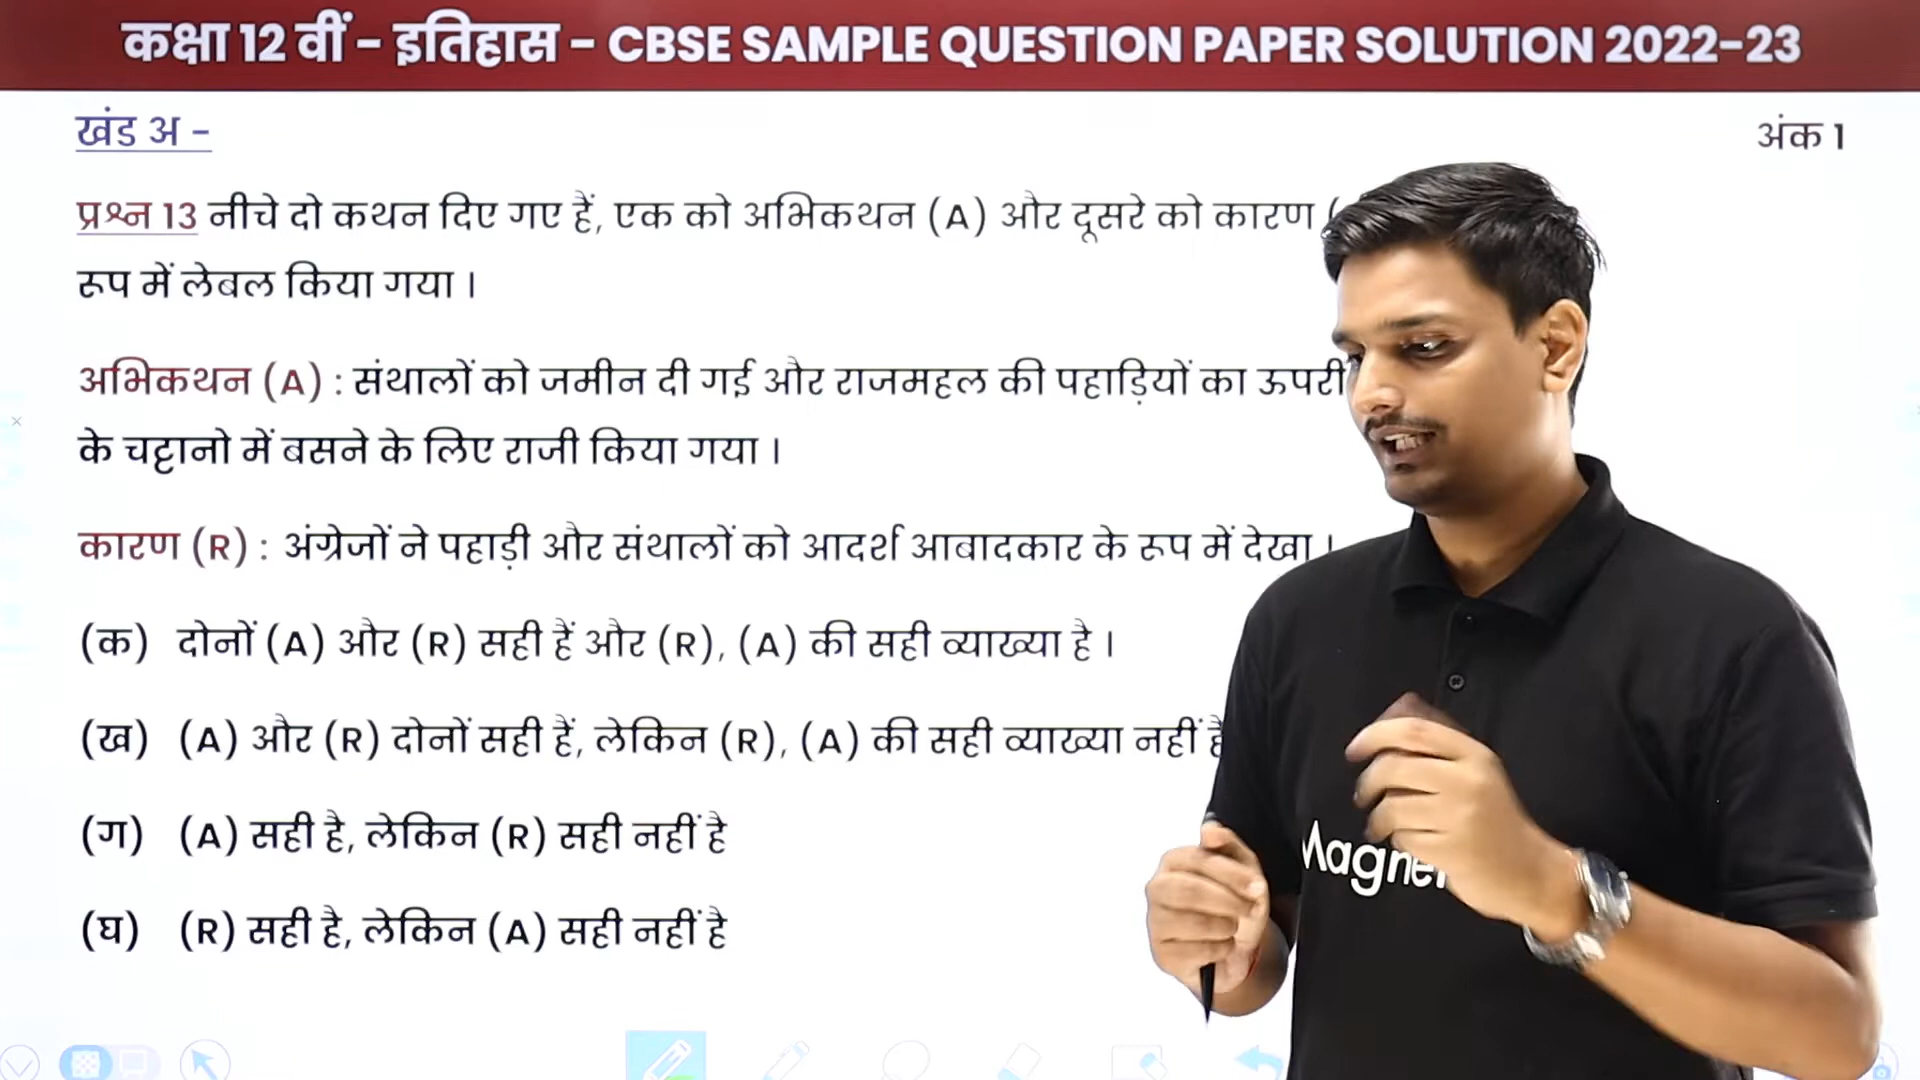 कक्षा 12 वीं - इतिहास - CBSE SAMPLE QUESTION PAPER SOLUTION 2022-23
खंड अ -
अंक 1
प्रश्न 13 नीचे दो कथन दिए गए हैं, एक को अभिकथन (A) और दूसरे को कारण (
रूप में लेबल किया गया ।
अभिकथन (A) : संथालों को जमीन दी गई और राजमहल की पहाड़ियों का ऊपरी
के चट्टानो में बसने के लिए राजी किया गया ।
कारण (R) : अंग्रेजों ने पहाड़ी और संथालों को आदर्श आबादकार के रूप में देखा ।
(क) दोनों (A) और (R) सही हैं और (R), (A) की सही व्याख्या है ।
(ख) (A) और (R) दोनों सही हैं, लेकिन (R), (A) की सही व्याख्या नहीं है
(ग) (A) सही है, लेकिन (R) सही नहीं है
(घ) (R) सही है, लेकिन (A) सही नहीं है